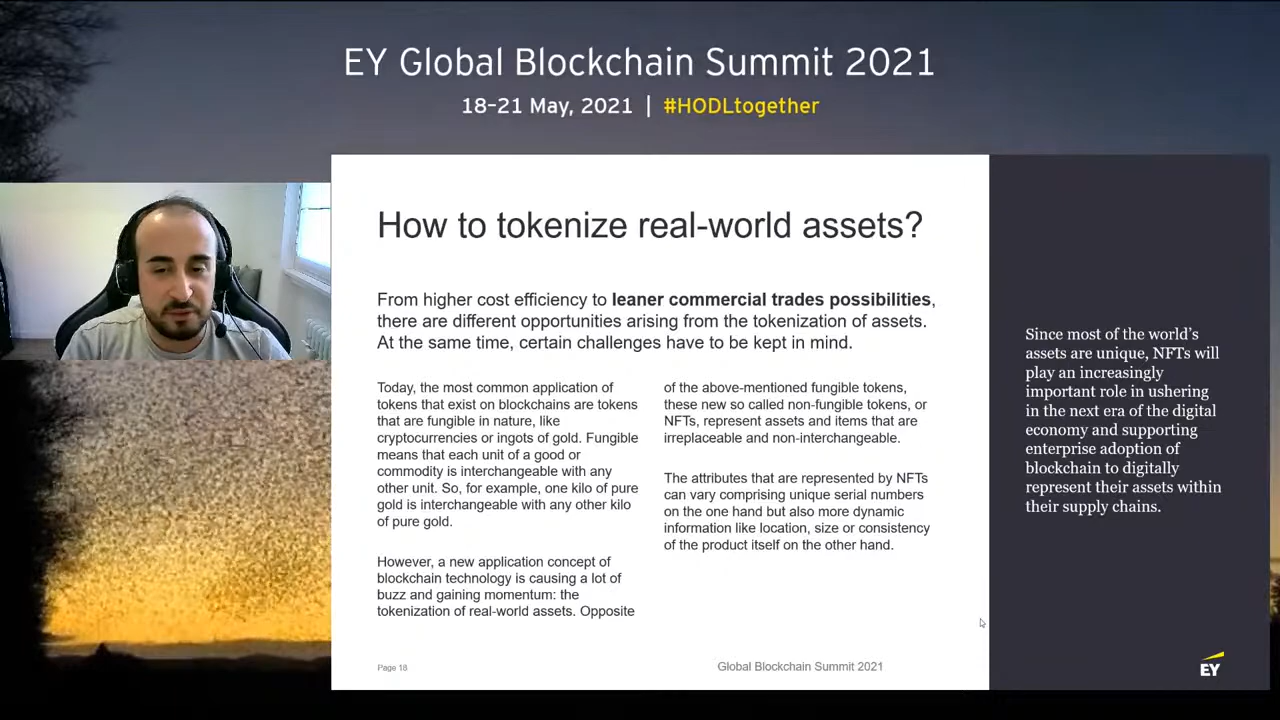 EY Global Blockchain Summit 2021
18–21 May, 2021 | #HODLtogether
How to tokenize real-world assets?
From higher cost efficiency to leaner commercial trades possibilities,
there are different opportunities arising from the tokenization of assets.
At the same time, certain challenges have to be kept in mind.
Today, the most common application of
tokens that exist on blockchains are tokens
that are fungible in nature, like
cryptocurrencies or ingots of gold. Fungible
means that each unit of a good or
commodity is interchangeable with any
other unit. So, for example, one kilo of pure
gold is interchangeable with any other kilo
of pure gold.
However, a new application concept of
blockchain technology is causing a lot of
buzz and gaining momentum: the
tokenization of real-world assets. Opposite
of the above-mentioned fungible tokens,
these new so called non-fungible tokens, or
NFTs, represent assets and items that are
irreplaceable and non-interchangeable.
The attributes that are represented by NFTs
can vary comprising unique serial numbers
on the one hand but also more dynamic
information like location, size or consistency
of the product itself on the other hand.
Since most of the world's
assets are unique, NFTs will
play an increasingly
important role in ushering
in the next era of the digital
economy and supporting
enterprise adoption of
blockchain to digitally
represent their assets within
their supply chains.
Page 18
Global Blockchain Summit 2021
EY